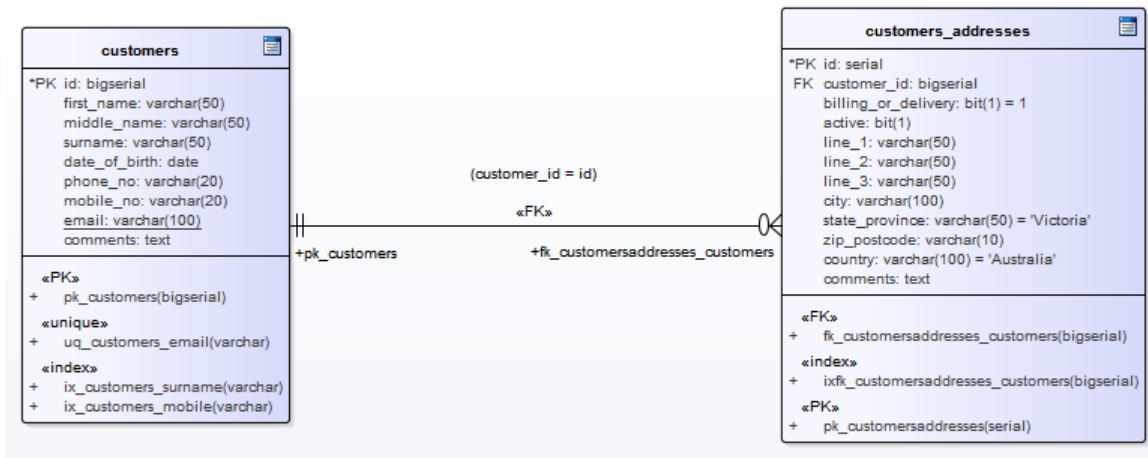 customers
*PK id: bigserial
first_name: varchar(50)
middle_name: varchar(50)
surname: varchar(50)
date_of_birth: date
phone_no: varchar(20)
mobile_no: varchar(20)
email: varchar(100)
comments: text
«PK»
+ pk_customers(bigserial)
«unique»
+ uq_customers_email(varchar)
«index»
+ ix_customers_surname(varchar)
+ ix_customers_mobile(varchar)
(customer_id = id)
«FK»
+pk_customers
+fk_customersaddresses_customers
customers_addresses
*PK id: serial
FK customer_id: bigserial
billing_or_delivery: bit(1) = 1
active: bit(1)
line_1: varchar(50)
line_2: varchar(50)
line_3: varchar(50)
city: varchar(100)
state_province: varchar(50) = 'Victoria'
zip_postcode: varchar(10)
country: varchar(100) = 'Australia'
comments: text
«FK»
+ fk_customersaddresses_customers(bigserial)
«index»
+ ixfk_customersaddresses_customers(bigserial)
«PK»
+ pk_customersaddresses(serial)